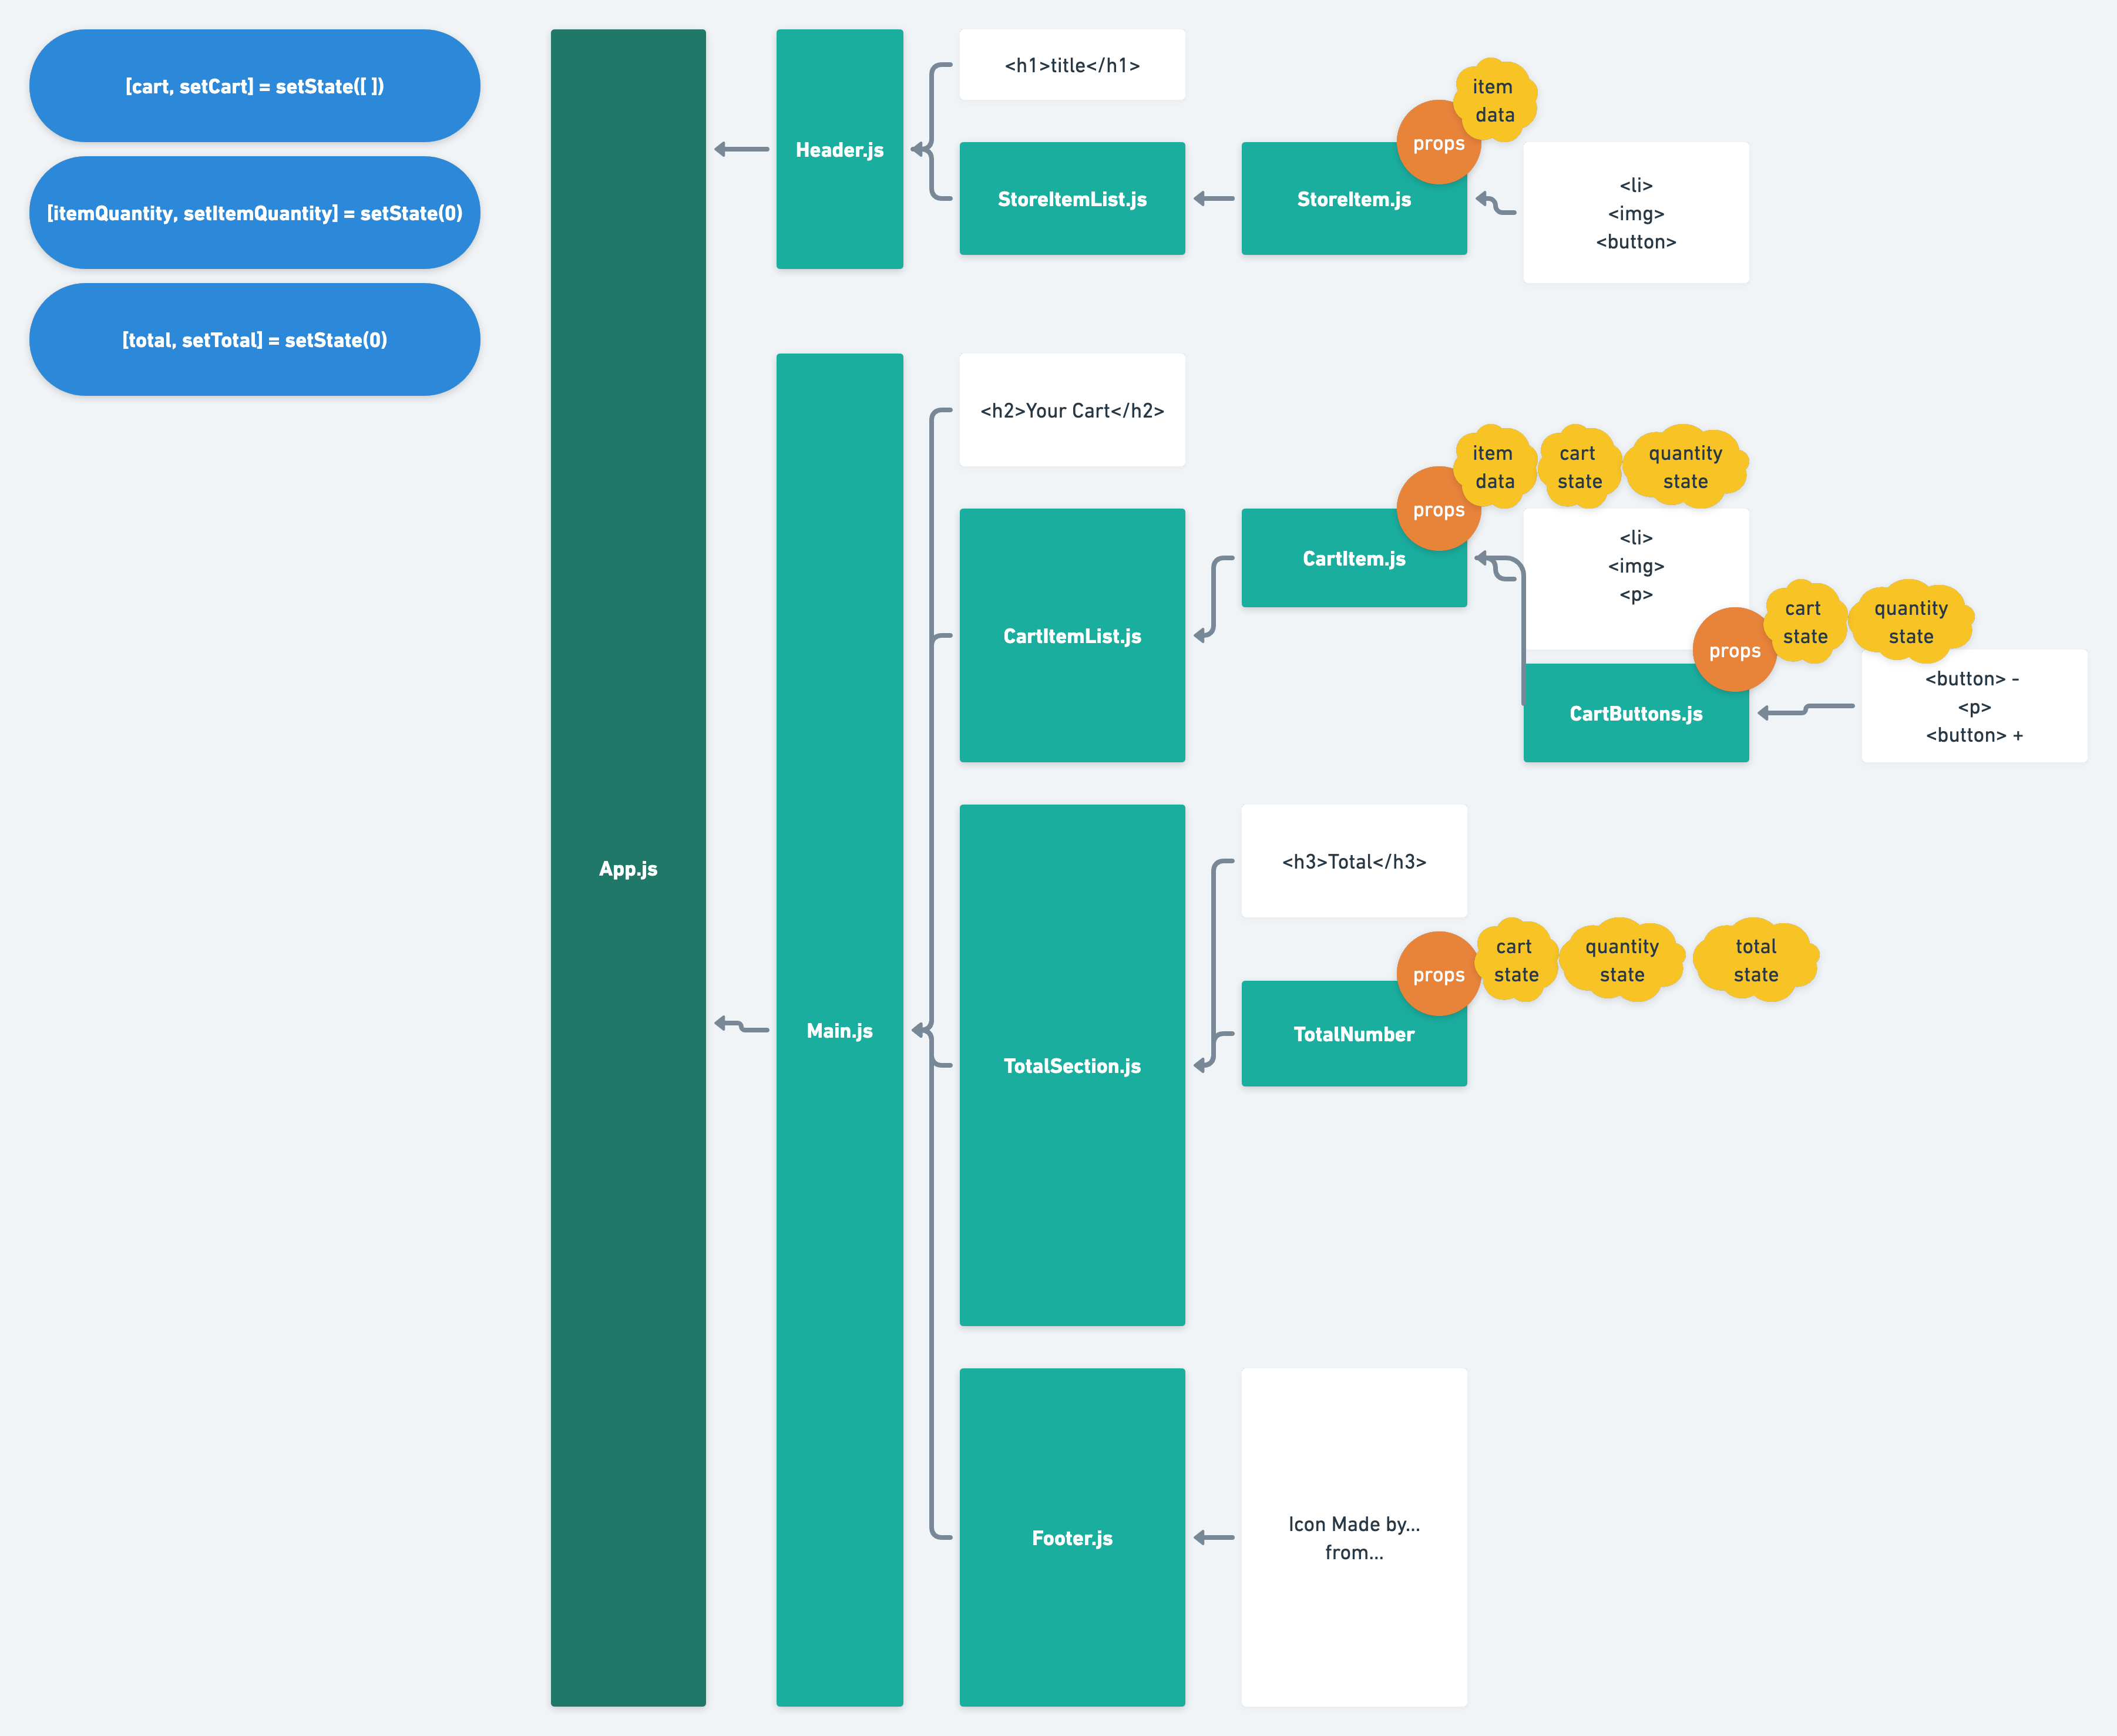 [cart, setCart] = setState([ ])
[itemQuantity, setItemQuantity] = setState(0)
[total, setTotal] = setState(0)
App.js
Header.js
<h1>title</h1>
StoreItemList.js
StoreItem.js
props
item
data
<li>
<img>
<button>
Main.js
<h2>Your Cart</h2>
CartItemList.js
CartItem.js
props
item
data
cart
state
quantity
state
<li>
<img>
<p>
CartButtons.js
props
cart
state
quantity
state
<button> -
<p>
<button> +
TotalSection.js
<h3>Total</h3>
TotalNumber
props
cart
state
quantity
state
total
state
Footer.js
Icon Made by...
from...